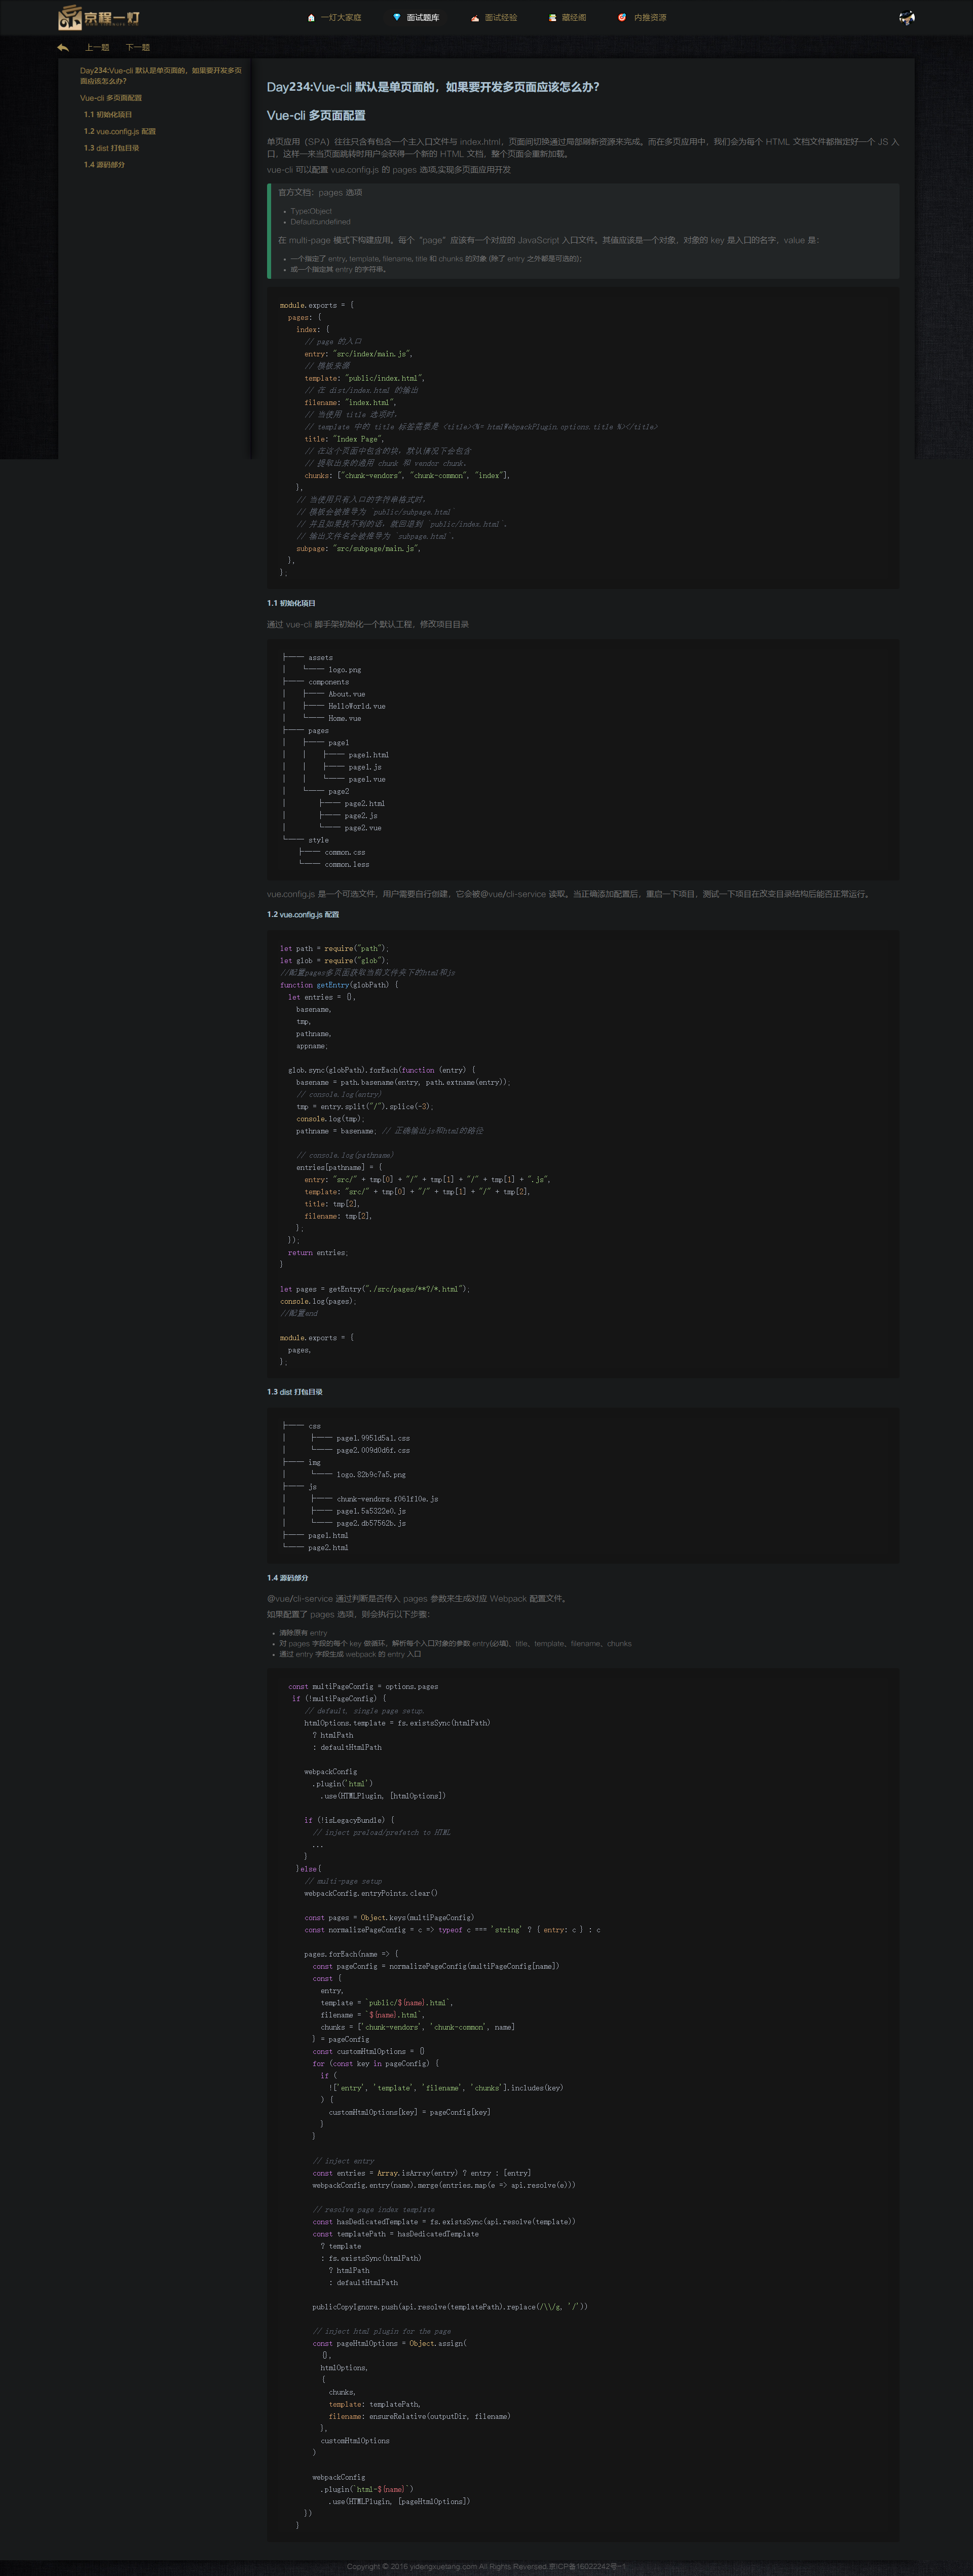 京程一灯
一灯大家庭
面试题库
面试经验
藏经阁
内推资源
上一题
下一题
Day234:Vue-cli 默认是单页面的，如果要开发多页
面应该怎么办？
Vue-cli 多页面配置
1.1 初始化项目
1.2 vue.config.js 配置
1.3 dist 打包目录
1.4 源码部分
Day234:Vue-cli 默认是单页面的，如果要开发多页面应该怎么办？
Vue-cli 多页面配置
单页应用（SPA）往往只含有包含一个主入口文件与 index.html，页面间切换通过局部刷新资源来完成。而在多页应用中，我们会为每个 HTML 文档文件都指定好一个 JS 入
口，这样一来当页面跳转时用户会获得一个新的 HTML 文档，整个页面会重新加载。
vue-cli 可以配置 vue.config.js 的 pages 选项,实现多页面应用开发
官方文档：pages 选项
Type:Object
Default:undefined
在 multi-page 模式下构建应用。每个“page”应该有一个对应的 JavaScript 入口文件。其值应该是一个对象，对象的 key 是入口的名字，value 是：
一个指定了 entry, template, filename, title 和 chunks 的对象 (除了 entry 之外都是可选的)；
或一个指定其 entry 的字符串。
module.exports = {
pages: {
index: {
// page 的入口
entry: "src/index/main.js",
// 模板来源
template: "public/index.html",
// 在 dist/index.html 的输出
filename: "index.html",
// 当使用 title 选项时，
// template 中的 title 标签需要是 <title><%= htmlWebpackPlugin.options.title %></title>
title: "Index Page",
// 在这个页面中包含的块，默认情况下会包含
// 提取出来的通用 chunk 和 vendor chunk。
chunks: ["chunk-vendors", "chunk-common", "index"],
},
// 当使用只有入口的字符串格式时，
// 模板会被推导为 `public/subpage.html`
// 并且如果找不到的话，就回退到 `public/index.html`。
// 输出文件名会被推导为 `subpage.html`。
subpage: "src/subpage/main.js",
},
};
1.1 初始化项目
通过 vue-cli 脚手架初始化一个默认工程，修改项目目录
├── assets
│   └── logo.png
├── components
│   ├── About.vue
│   ├── HelloWorld.vue
│   └── Home.vue
├── pages
│   ├── page1
│   │   ├── page1.html
│   │   ├── page1.js
│   │   └── page1.vue
│   └── page2
│       ├── page2.html
│       ├── page2.js
│       └── page2.vue
└── style
    ├── common.css
    └── common.less
vue.config.js 是一个可选文件，用户需要自行创建，它会被@vue/cli-service 读取。当正确添加配置后，重启一下项目，测试一下项目在改变目录结构后能否正常运行。
1.2 vue.config.js 配置
let path = require("path");
let glob = require("glob");
//配置pages多页面获取当前文件夹下的html和js
function getEntry(globPath) {
let entries = {},
basename,
tmp,
pathname,
appname;
glob.sync(globPath).forEach(function (entry) {
basename = path.basename(entry, path.extname(entry));
// console.log(entry)
tmp = entry.split("/").splice(-3);
console.log(tmp);
pathname = basename; // 正确输出js和html的路径
// console.log(pathname)
entries[pathname] = {
entry: "src/" + tmp[0] + "/" + tmp[1] + "/" + tmp[1] + ".js",
template: "src/" + tmp[0] + "/" + tmp[1] + "/" + tmp[2],
title: tmp[2],
filename: tmp[2],
};
});
return entries;
}
let pages = getEntry("./src/pages/**?/*.html");
console.log(pages);
//配置end
module.exports = {
pages,
};
1.3 dist 打包目录
├── css
│     ├── page1.9951d5a1.css
│     └── page2.009d0d6f.css
├── img
│     └── logo.82b9c7a5.png
├── js
│     ├── chunk-vendors.f061f10e.js
│     ├── page1.5a5322e0.js
│     └── page2.db57562b.js
├── page1.html
└── page2.html
1.4 源码部分
@vue/cli-service 通过判断是否传入 pages 参数来生成对应 Webpack 配置文件。
如果配置了 pages 选项，则会执行以下步骤：
清除原有 entry
对 pages 字段的每个 key 做循环，解析每个入口对象的参数 entry(必填)、title、template、filename、chunks
通过 entry 字段生成 webpack 的 entry 入口
const multiPageConfig = options.pages
if (!multiPageConfig) {
// default, single page setup.
htmlOptions.template = fs.existsSync(htmlPath)
? htmlPath
: defaultHtmlPath
webpackConfig
.plugin('html')
.use(HTMLPlugin, [htmlOptions])
if (!isLegacyBundle) {
// inject preload/prefetch to HTML
...
}
}else{
// multi-page setup
webpackConfig.entryPoints.clear()
const pages = Object.keys(multiPageConfig)
const normalizePageConfig = c => typeof c === 'string' ? { entry: c } : c
pages.forEach(name => {
const pageConfig = normalizePageConfig(multiPageConfig[name])
const {
entry,
template = `public/${name}.html`,
filename = `${name}.html`,
chunks = ['chunk-vendors', 'chunk-common', name]
} = pageConfig
const customHtmlOptions = {}
for (const key in pageConfig) {
if (
!['entry', 'template', 'filename', 'chunks'].includes(key)
) {
customHtmlOptions[key] = pageConfig[key]
}
}
// inject entry
const entries = Array.isArray(entry) ? entry : [entry]
webpackConfig.entry(name).merge(entries.map(e => api.resolve(e)))
// resolve page index template
const hasDedicatedTemplate = fs.existsSync(api.resolve(template))
const templatePath = hasDedicatedTemplate
? template
: fs.existsSync(htmlPath)
? htmlPath
: defaultHtmlPath
publicCopyIgnore.push(api.resolve(templatePath).replace(/\\/g, '/'))
// inject html plugin for the page
const pageHtmlOptions = Object.assign(
{},
htmlOptions,
{
chunks,
template: templatePath,
filename: ensureRelative(outputDir, filename)
},
customHtmlOptions
)
webpackConfig
.plugin(`html-${name}`)
.use(HTMLPlugin, [pageHtmlOptions])
})
}
Copyright © 2016 yidengxuetang.com All Rights Reversed.京ICP备16022242号-1